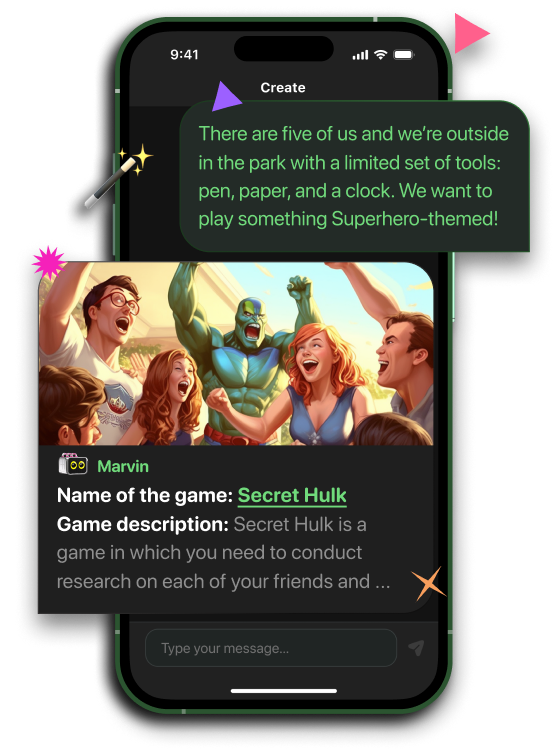 9:41
Create
There are five of us and we’re outside
in the park with a limited set of tools:
pen, paper, and a clock. We want to
play something Superhero-themed!
Marvin
Name of the game: Secret Hulk
Game description: Secret Hulk is a
game in which you need to conduct
research on each of your friends and ...
Type your message...